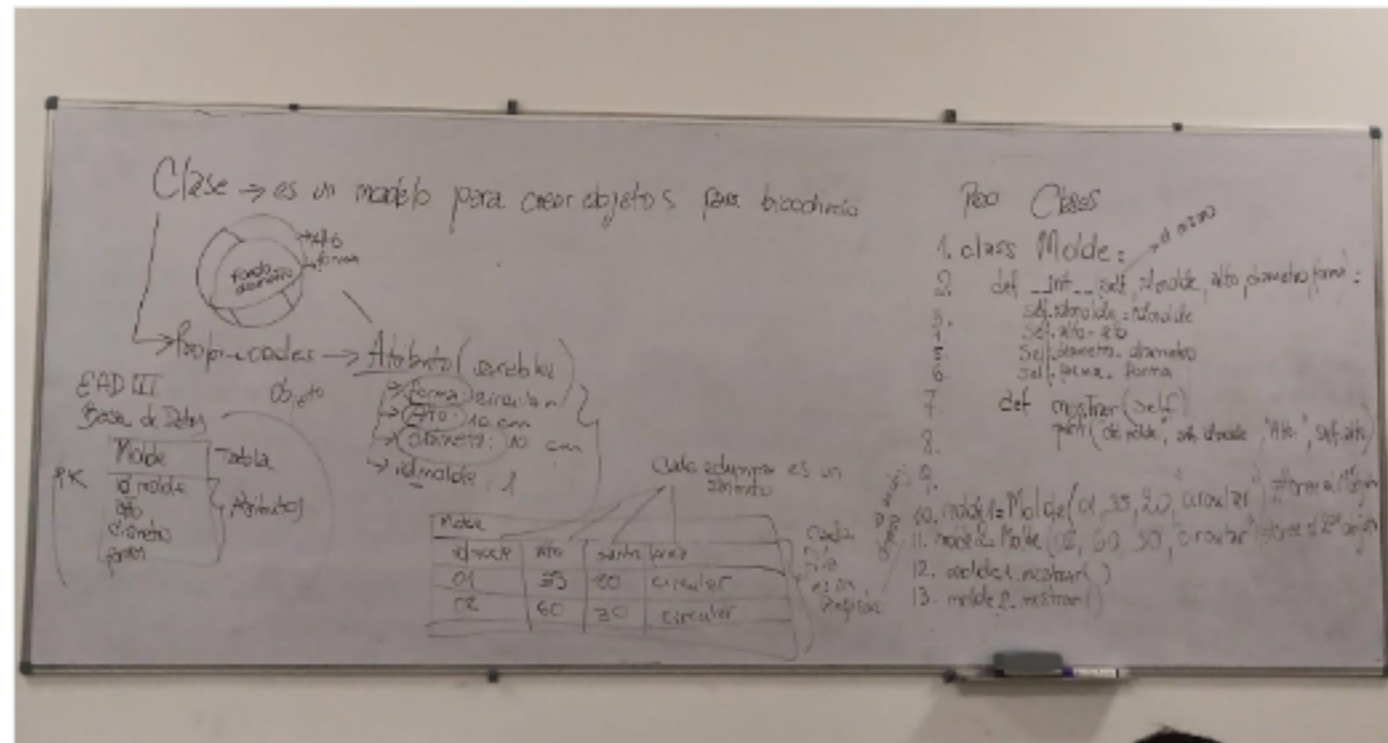 Clase → es un modelo para crear objetos para
→ Alto
→ forma
fondo
diametro
→ Propiedades → Atributo (variables)
Objeto
→ forma: circular
→ Alto: 10 cm
→ diametro: 10 cm
→ id molde: 1
EAD III
Base de Datos
Molde
Tabla
PK
id molde
alto
diametro
forma
Atributos
cada columna es un
Molde
idmolde alto diametro forma
01 35 20 circular
02 60 30 circular
cada
fila
es un
POO Clases
1. class Molde:
2. def __init__(self, idmolde, alto, diametro, forma):
3. self.idmolde = idmolde
4. self.alto = alto
5. self.diametro = diametro
6. self.forma = forma
7. def mostrar(self)
8. print("id molde", self.idmolde, "Alto", self.alto)
9.
10. molde1 = Molde(01, 35, 20, "circular")
11. molde2 = Molde(02, 60, 30, "circular")
12. molde1.mostrar()
13. molde2.mostrar()